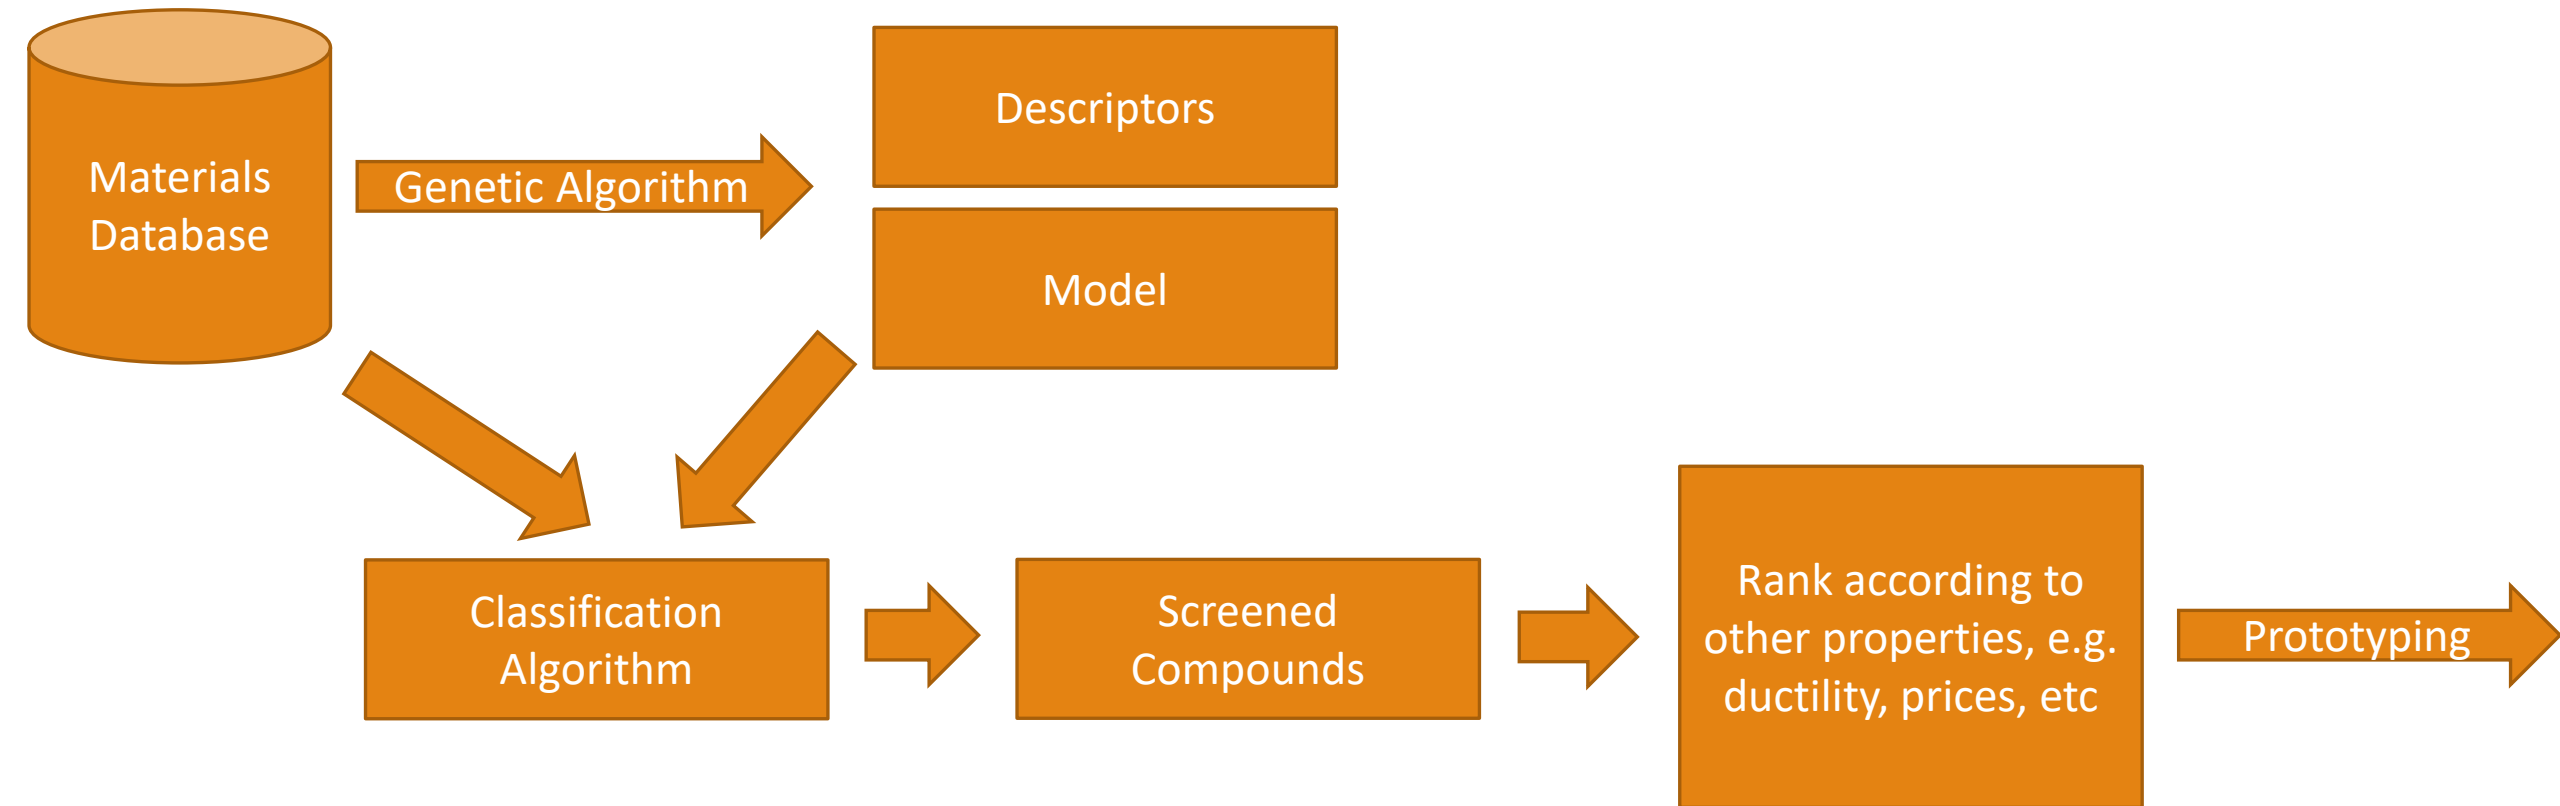 Materials
Database
Genetic Algorithm
Descriptors
Model
Classification
Algorithm
Screened
Compounds
Rank according to
other properties, e.g.
ductility, prices, etc
Prototyping